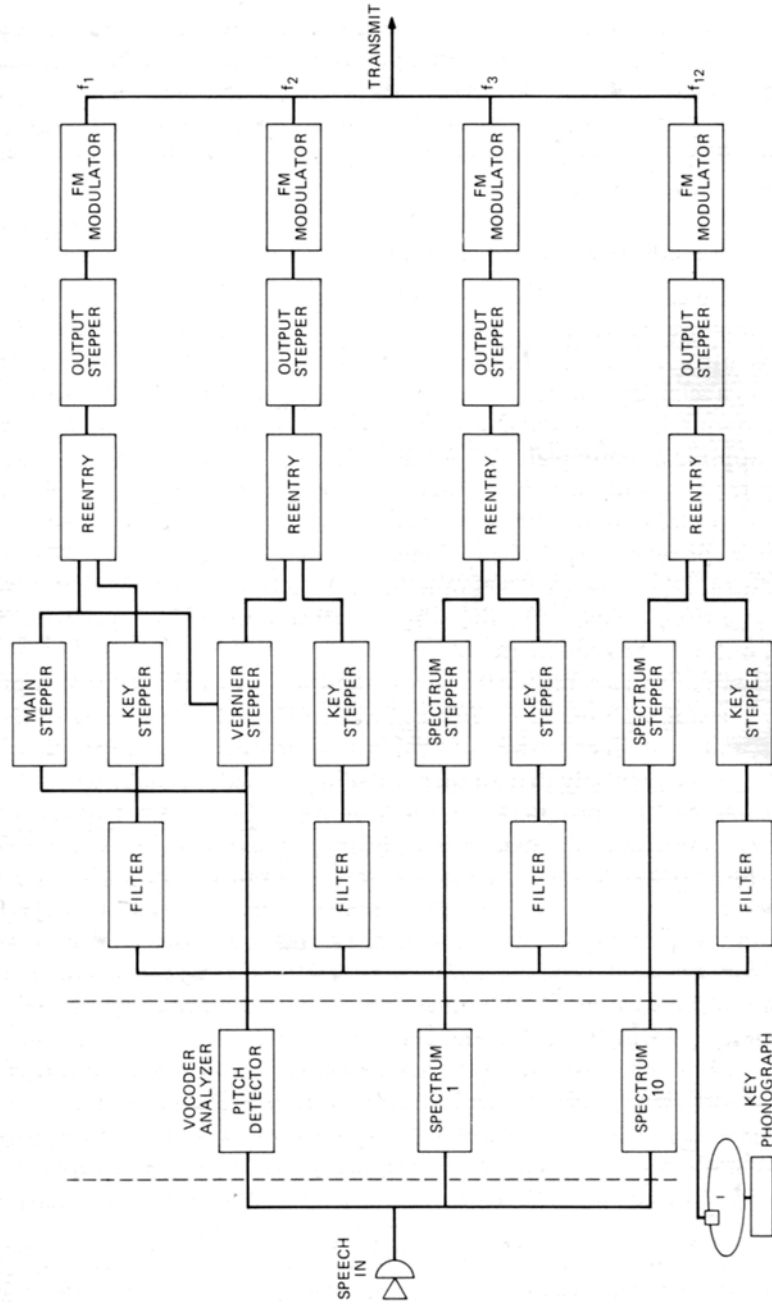 MAIN
STEPPER
FILTER
KEY
STEPPER
REENTRY
OUTPUT
STEPPER
FM
MODULATOR
f1
VOCODER
ANALYZER
PITCH
DETECTOR
VERNIER
STEPPER
FILTER
KEY
STEPPER
REENTRY
OUTPUT
STEPPER
FM
MODULATOR
f2
SPEECH
IN
TRANSMIT
SPECTRUM
1
SPECTRUM
STEPPER
FILTER
KEY
STEPPER
REENTRY
OUTPUT
STEPPER
FM
MODULATOR
f3
SPECTRUM
10
SPECTRUM
STEPPER
FILTER
KEY
STEPPER
REENTRY
OUTPUT
STEPPER
FM
MODULATOR
f12
KEY
PHONOGRAPH